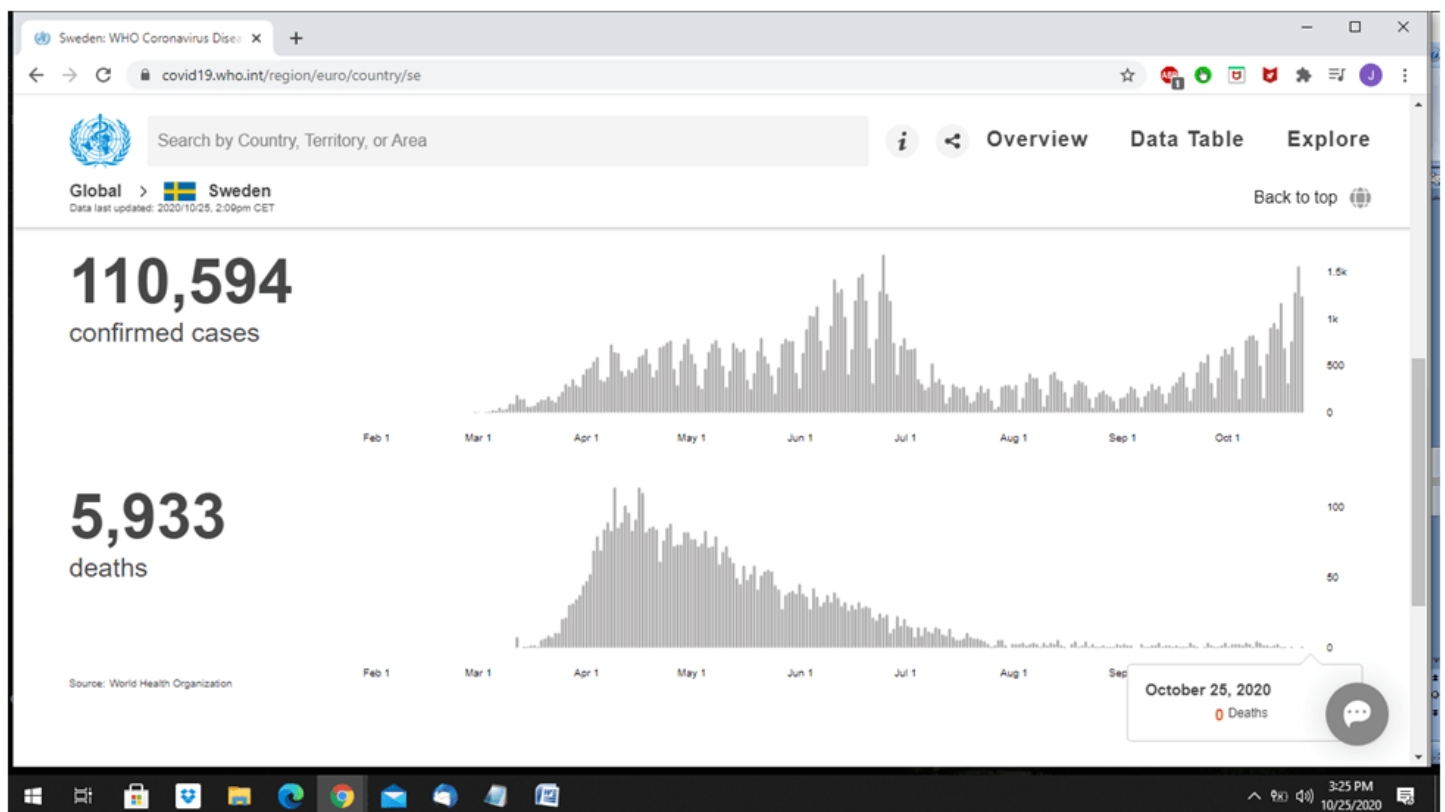 Sweden: WHO Coronavirus Disea
covid19.who.int/region/euro/country/se
ABP
1
J
Search by Country, Territory, or Area
i
Overview
Data Table
Explore
Global > Sweden
Data last updated: 2020/10/25, 2:09pm CET
Back to top
110,594
confirmed cases
1.5k
1k
500
0
Feb 1 Mar 1 Apr 1 May 1 Jun 1 Jul 1 Aug 1 Sep 1 Oct 1
5,933
deaths
100
50
0
Feb 1 Mar 1 Apr 1 May 1 Jun 1 Jul 1 Aug 1 Sep
Source: World Health Organization
October 25, 2020
0 Deaths
3:25 PM
10/25/2020